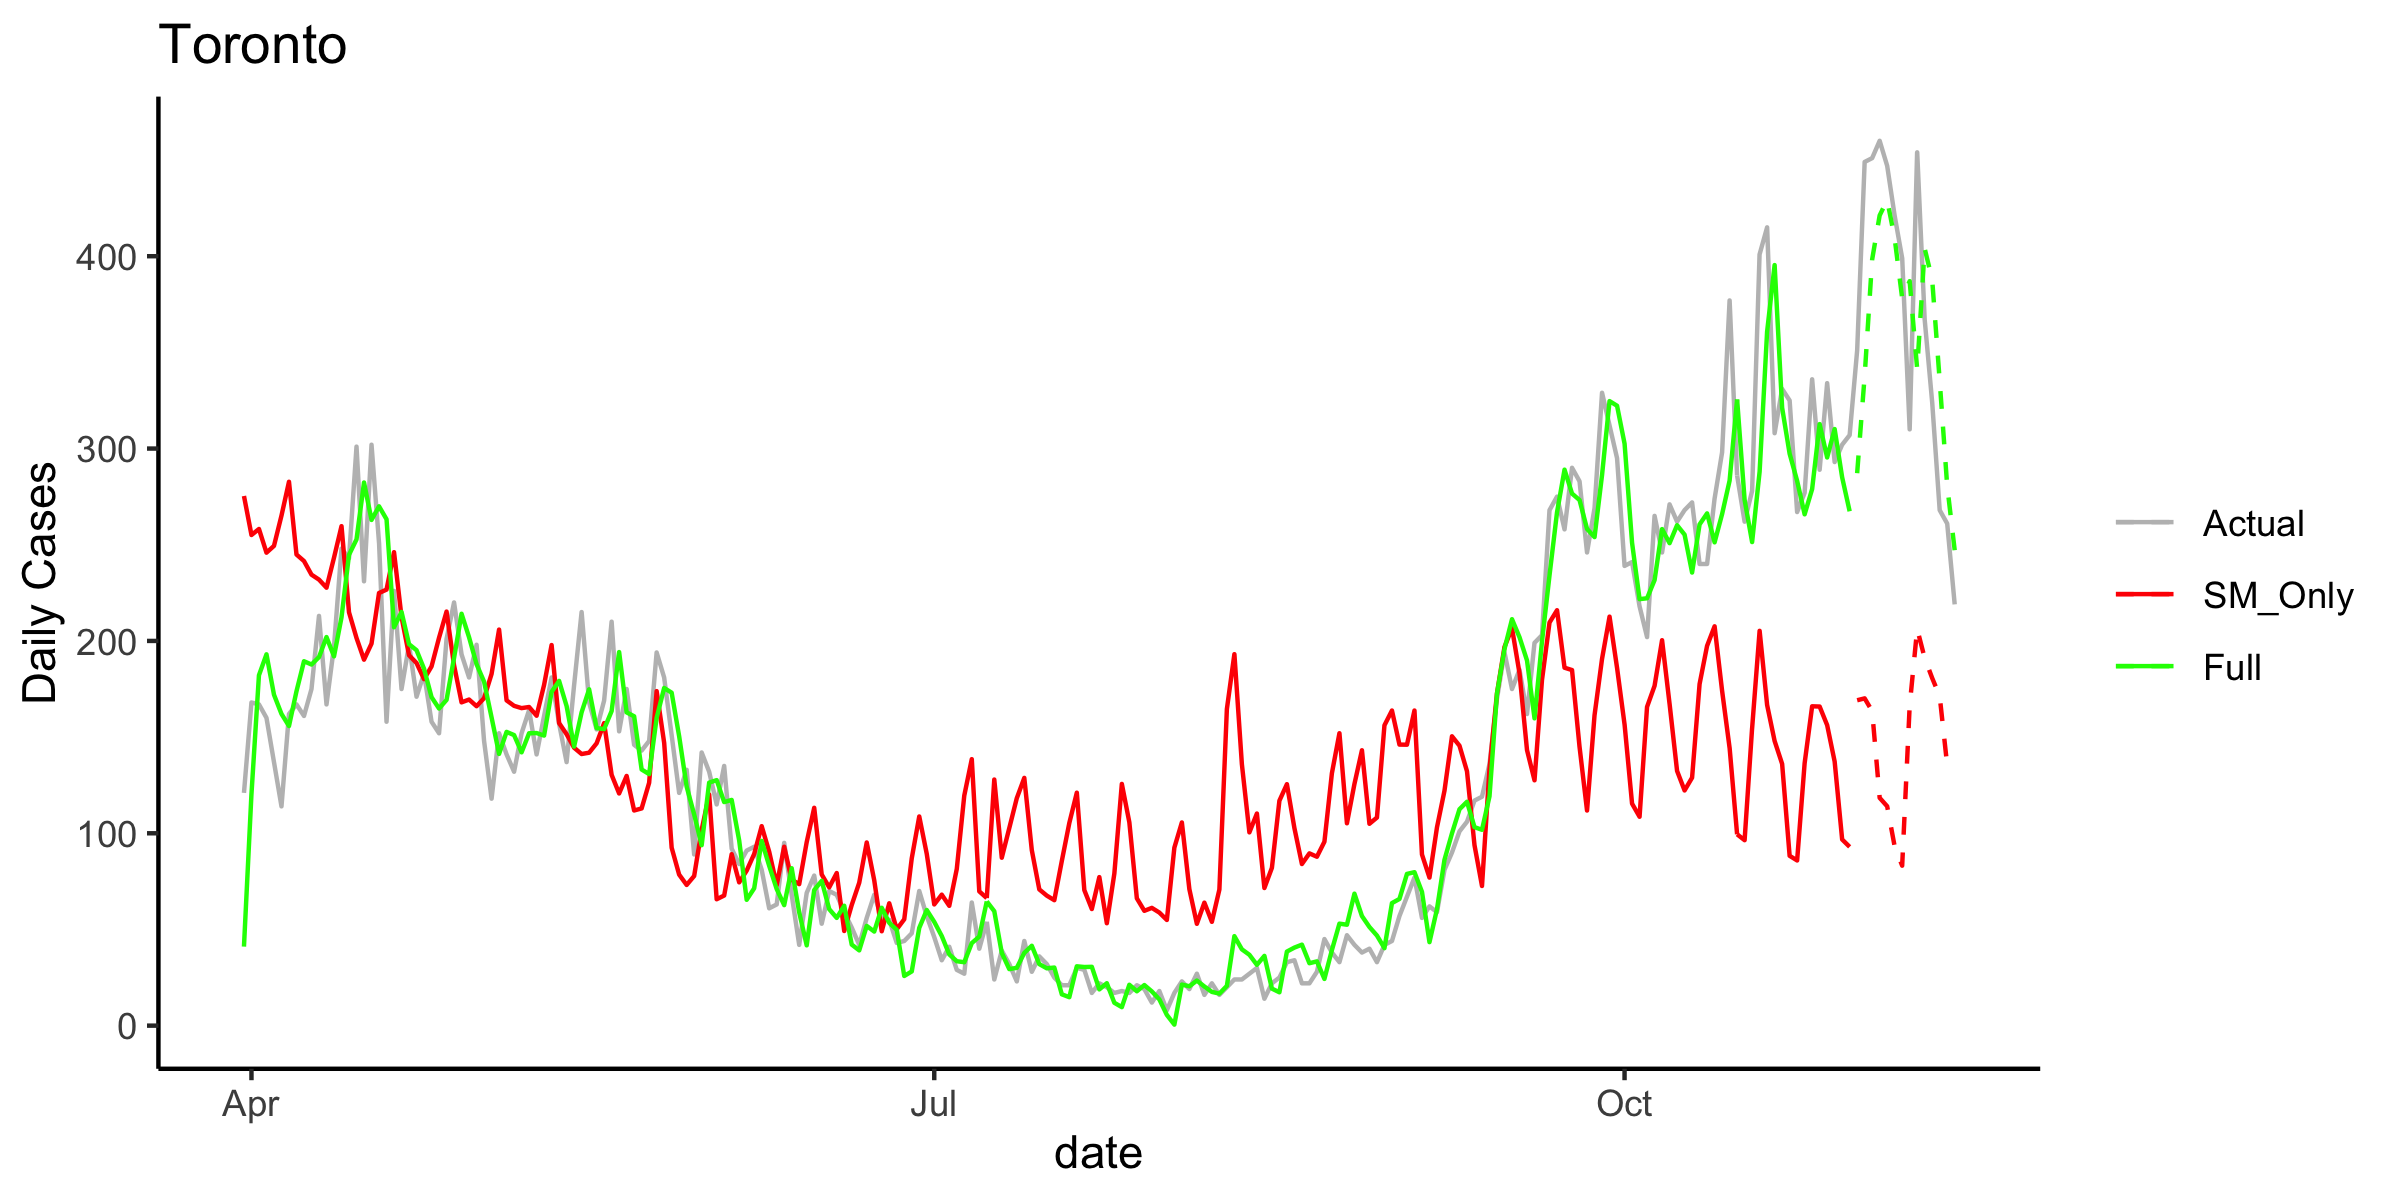 Toronto
Daily Cases
400
300
200
100
0
Apr
Jul
Oct
date
Actual
SM_Only
Full